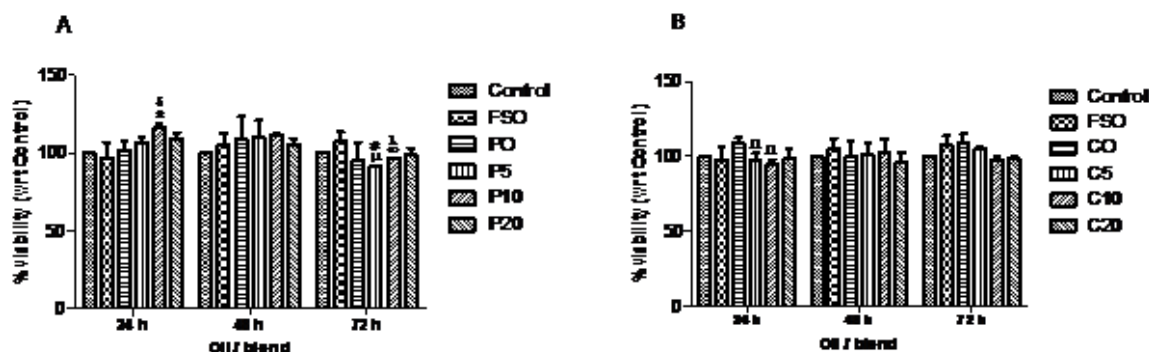 A
% viability (wrt Control)
150
100
50
0
24 h
48 h
72 h
Oil / blend
Control
FSO
PO
P5
P10
P20
B
% viability (wrt Control)
150
100
50
0
24 h
48 h
72 h
Oil / blend
Control
FSO
CO
C5
C10
C20
n
n